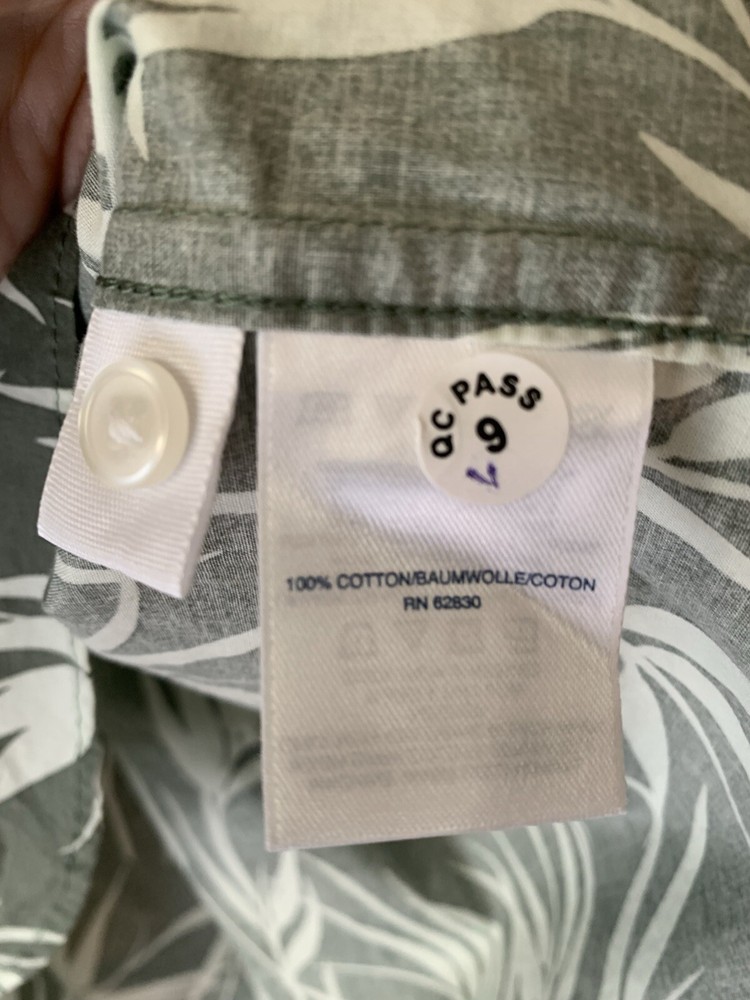 QC PASS
9
100% COTTON/BAUMWOLLE/COTON
RN 62830